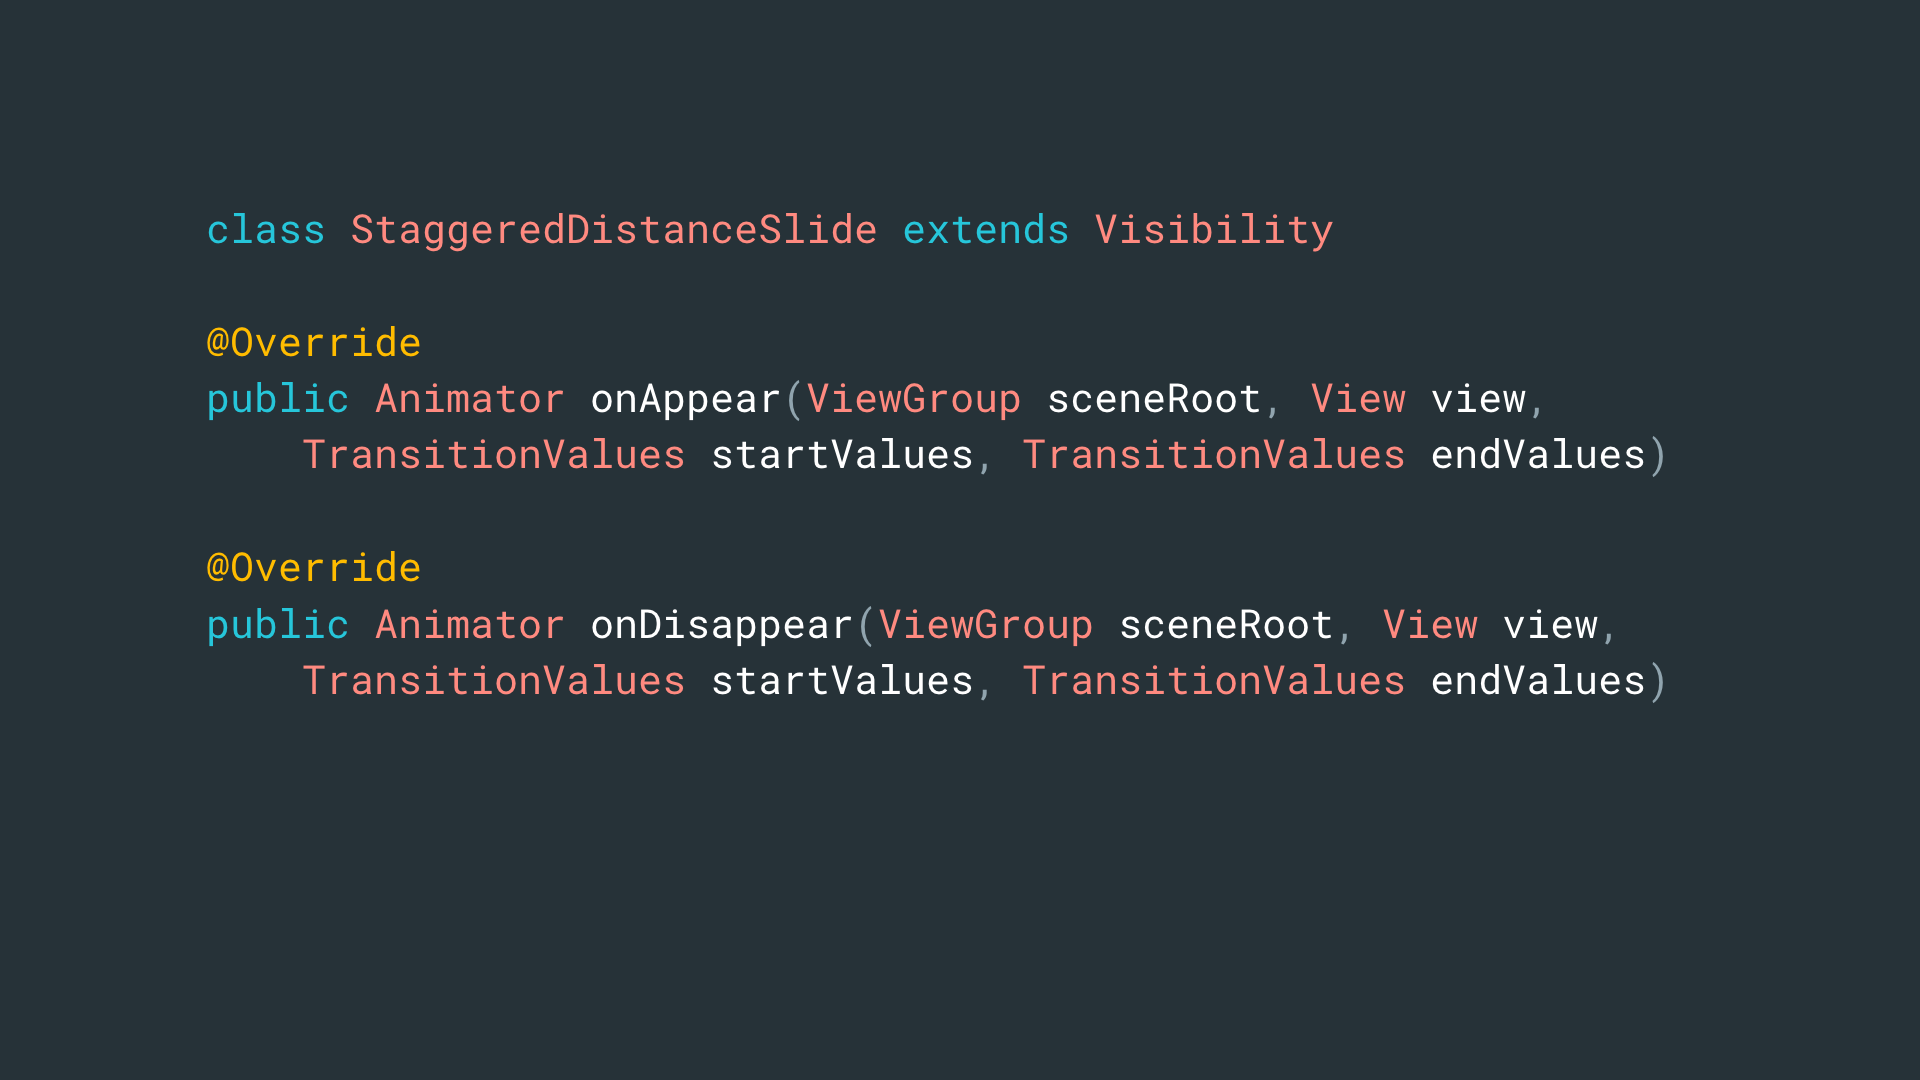 class StaggeredDistanceSlide extends Visibility
@Override
public Animator onAppear(ViewGroup sceneRoot, View view,
TransitionValues startValues, TransitionValues endValues)
@Override
public Animator onDisappear(ViewGroup sceneRoot, View view,
TransitionValues startValues, TransitionValues endValues)